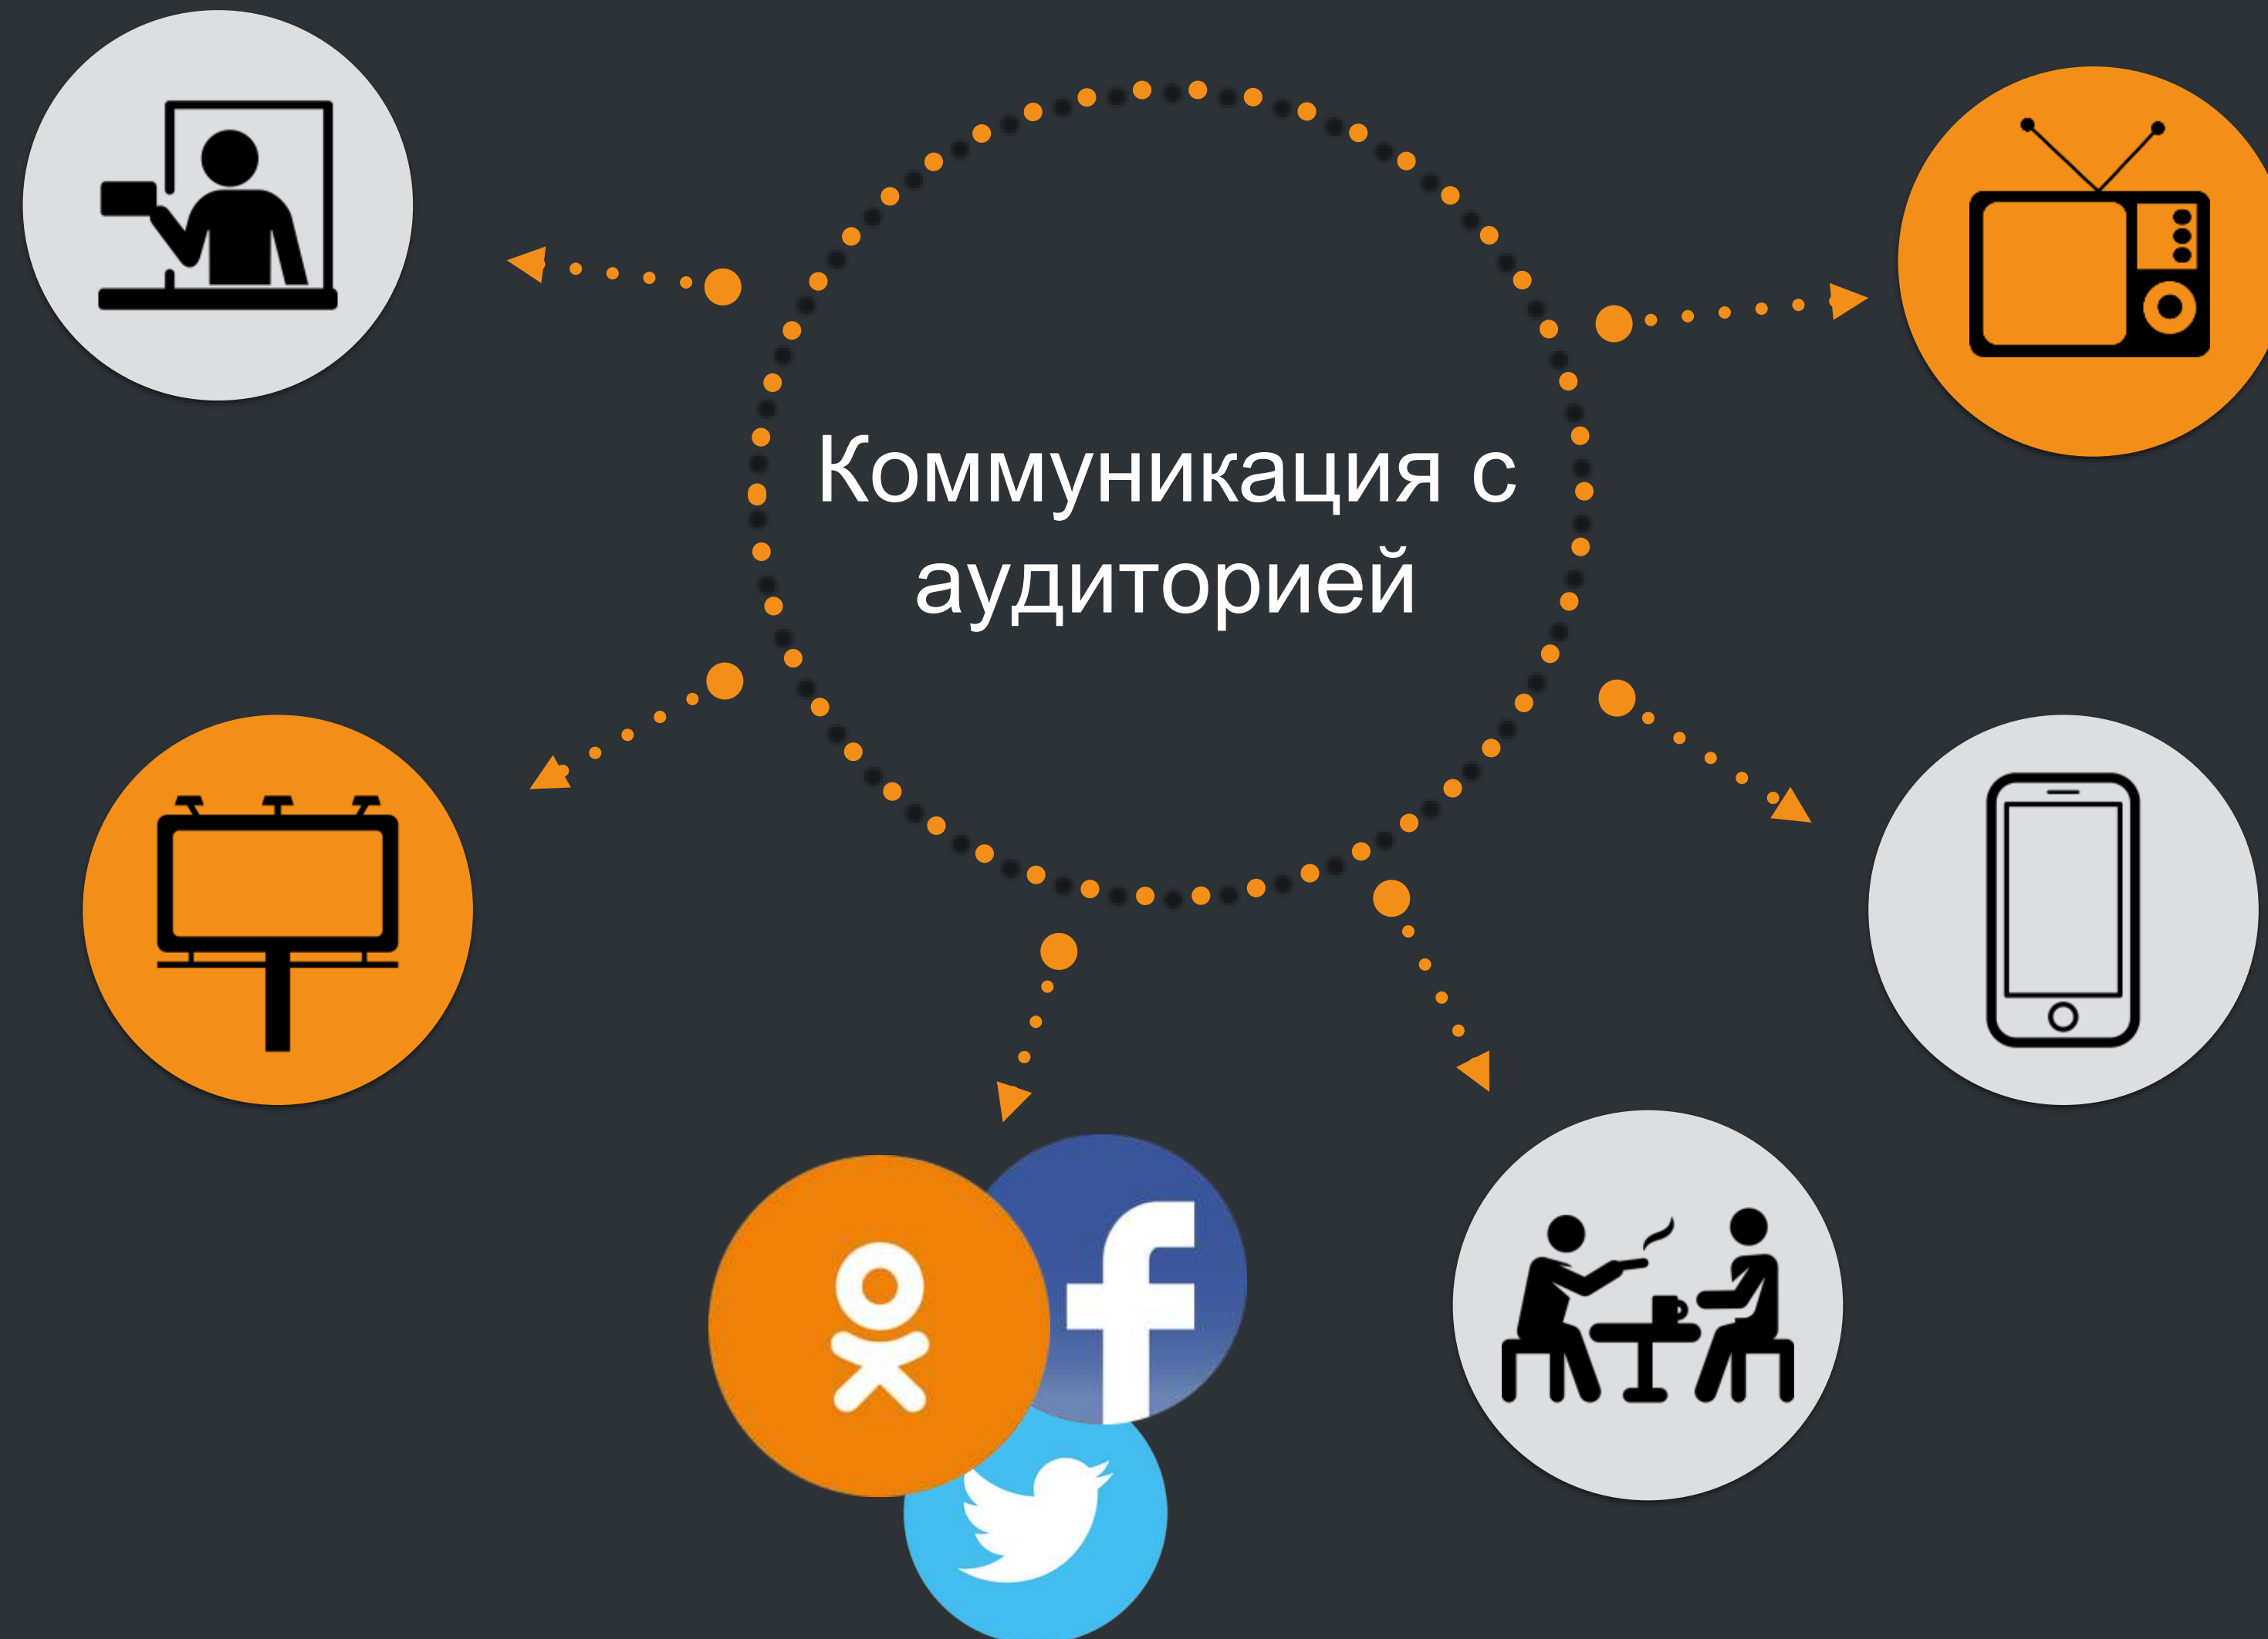 Коммуникация с
аудиторией